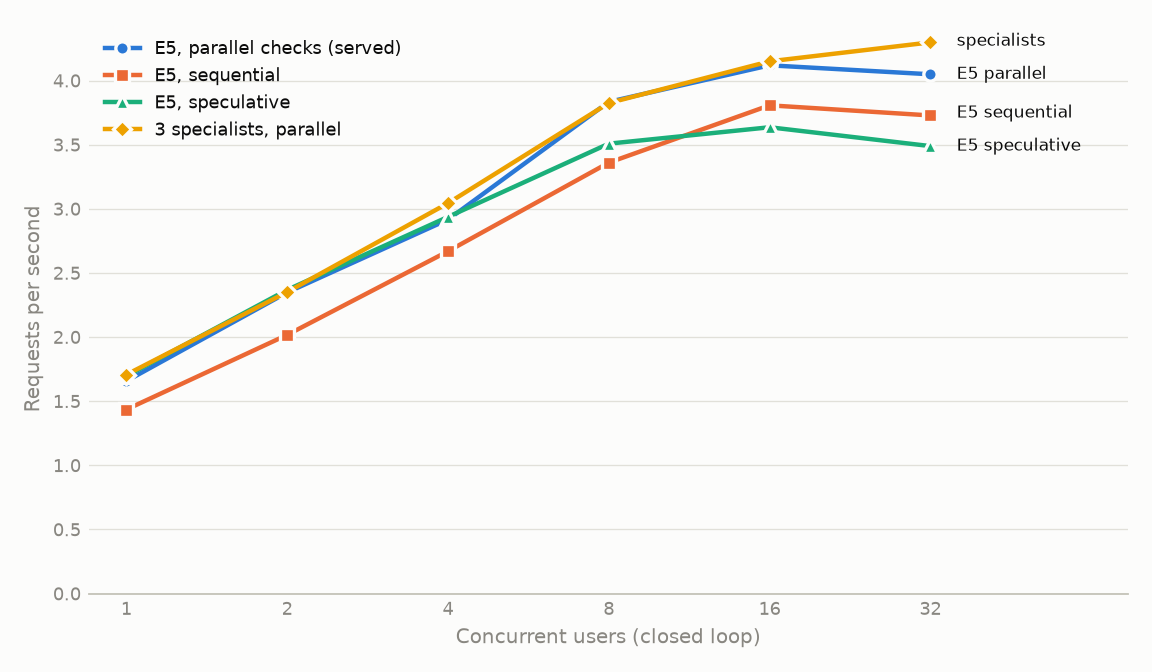 E5, parallel checks (served)
E5, sequential
E5, speculative
3 specialists, parallel
specialists
E5 parallel
E5 sequential
E5 speculative
Requests per second
4.0
3.5
3.0
2.5
2.0
1.5
1.0
0.5
0.0
1 2 4 8 16 32
Concurrent users (closed loop)